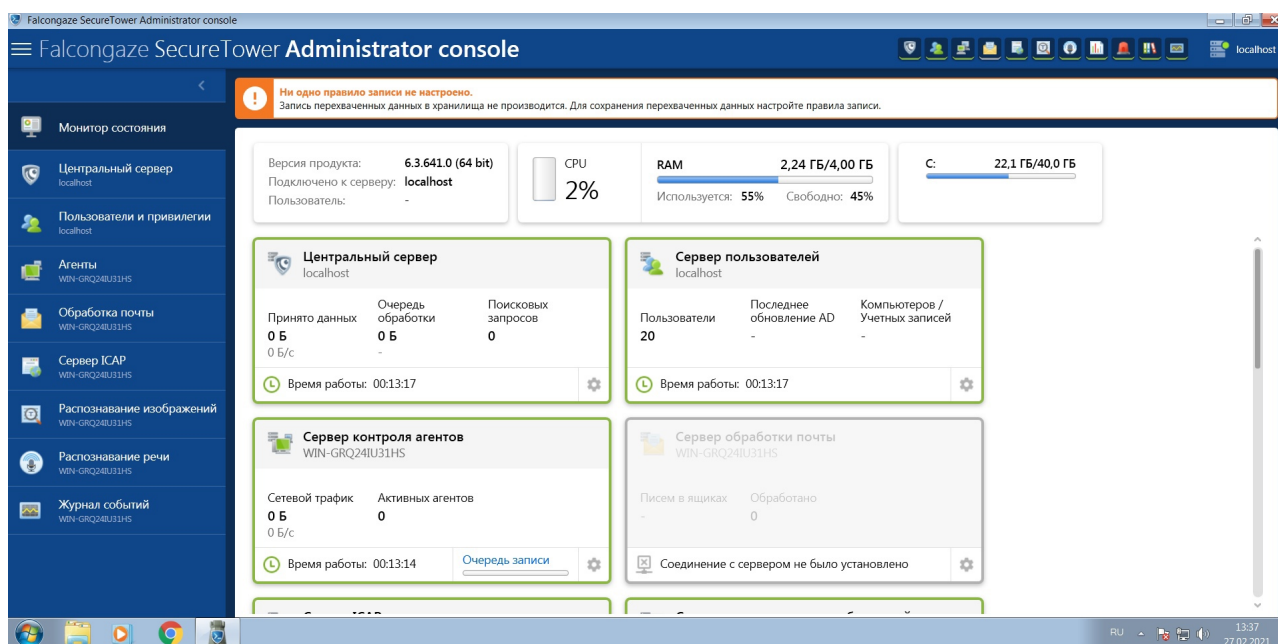 Falcongaze SecureTower Administrator console
Falcongaze SecureTower Administrator console
localhost
Ни одно правило записи не настроено.
Запись перехваченных данных в хранилища не производится. Для сохранения перехваченных данных настройте правила записи.
Монитор состояния
Центральный сервер
localhost
Пользователи и привилегии
localhost
Агенты
WIN-GRQ24IU31HS
Обработка почты
WIN-GRQ24IU31HS
Сервер ICAP
WIN-GRQ24IU31HS
Распознавание изображений
WIN-GRQ24IU31HS
Распознавание речи
WIN-GRQ24IU31HS
Журнал событий
WIN-GRQ24IU31HS
Версия продукта: 6.3.641.0 (64 bit)
Подключено к серверу: localhost
Пользователь: -
CPU
2%
RAM 2,24 ГБ/4,00 ГБ
Используется: 55% Свободно: 45%
C: 22,1 ГБ/40,0 ГБ
Центральный сервер
localhost
Принято данных Очередь обработки Поисковых запросов
0 Б 0 Б 0
0 Б/с -
Время работы: 00:13:17
Сервер пользователей
localhost
Пользователи Последнее обновление AD Компьютеров / Учетных записей
20 - -
Время работы: 00:13:17
Сервер контроля агентов
WIN-GRQ24IU31HS
Сетевой трафик Активных агентов
0 Б 0
0 Б/с
Время работы: 00:13:14 Очередь записи
Сервер обработки почты
WIN-GRQ24IU31HS
Писем в ящиках Обработано
- 0
Соединение с сервером не было установлено
RU
13:37
27.02.2021